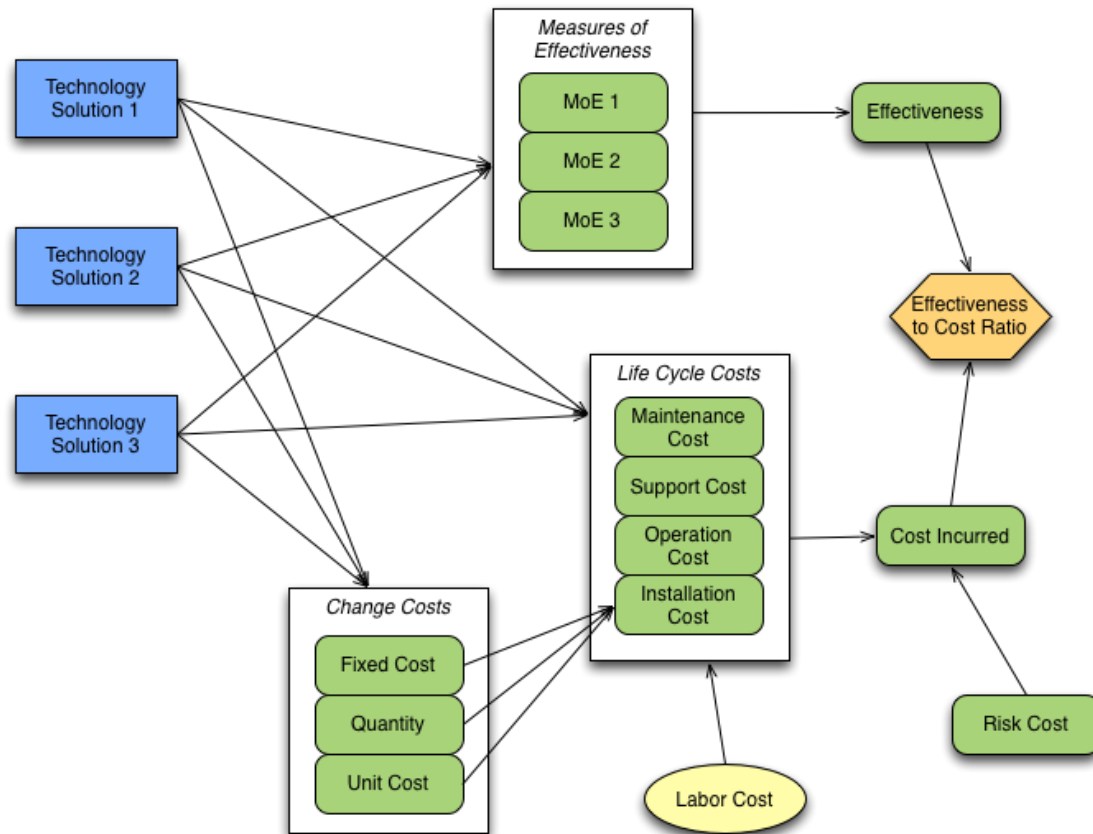 Technology
Solution 1
Technology
Solution 2
Technology
Solution 3
Measures of
Effectiveness
MoE 1
MoE 2
MoE 3
Effectiveness
Effectiveness
to Cost Ratio
Life Cycle Costs
Maintenance
Cost
Support Cost
Operation
Cost
Installation
Cost
Cost Incurred
Change Costs
Fixed Cost
Quantity
Unit Cost
Labor Cost
Risk Cost